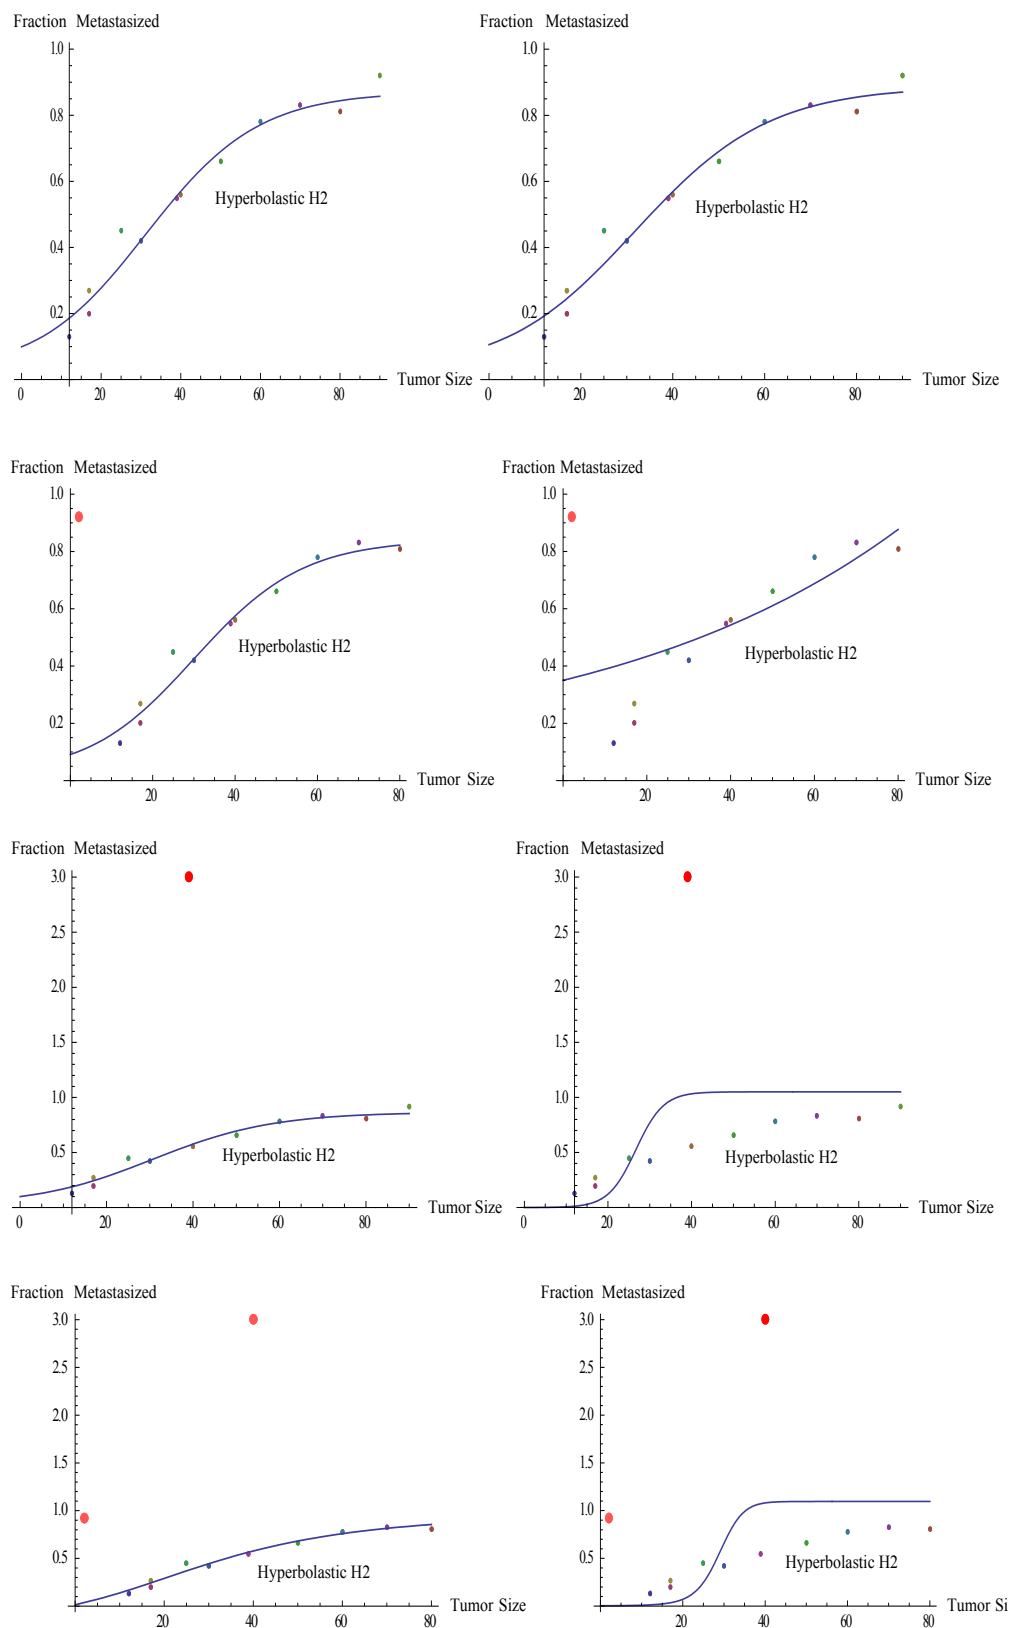 Fraction Metastasized Fraction Metastasized
1.0 1.0
0.8 0.8
0.6 0.6
Hyperbolastic H2 Hyperbolastic H2
0.4 0.4
0.2 0.2
Tumor Size Tumor Size
0 20 40 60 80 0 20 40 60 80
Fraction Metastasized Fraction Metastasized
1.0 1.0
0.8 0.8
0.6 0.6
Hyperbolastic H2 Hyperbolastic H2
0.4 0.4
0.2 0.2
Tumor Size Tumor Size
20 40 60 80 20 40 60 80
Fraction Metastasized Fraction Metastasized
3.0 3.0
2.5 2.5
2.0 2.0
1.5 1.5
1.0 1.0
0.5 Hyperbolastic H2 0.5 Hyperbolastic H2
Tumor Size Tumor Size
0 20 40 60 80 0 20 40 60 80
Fraction Metastasized Fraction Metastasized
3.0 3.0
2.5 2.5
2.0 2.0
1.5 1.5
1.0 1.0
0.5 Hyperbolastic H2 0.5 Hyperbolastic H2
Tumor Size Tumor Si
20 40 60 80 20 40 60 80